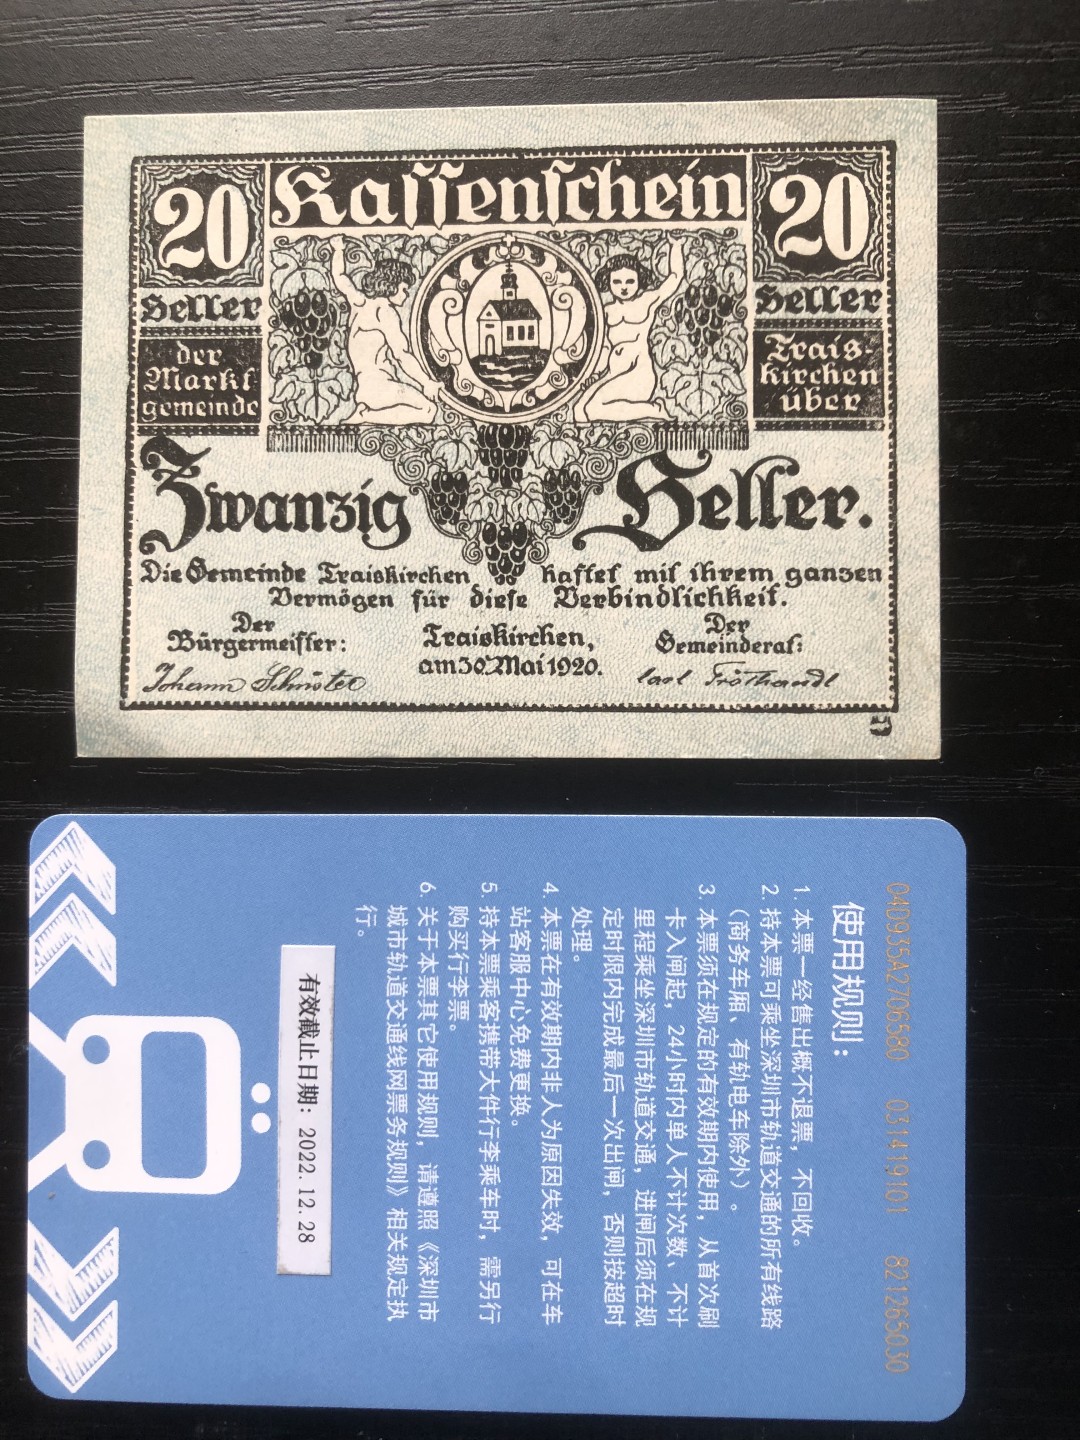 Kassenschein
20
Heller
der
Markt
gemeinde
20
Heller
Trais-
kirchen
über
Zwanzig Heller.
Die Gemeinde Traiskirchen haftet mit ihrem ganzen
Vermögen für diese Verbindlichkeit.
Der
Bürgermeister:
Johann Schuster
Traiskirchen,
am 30. Mai 1920.
Der
Gemeinderat:
04D935A2706580 031419101 821265030
使用规则：
1. 本票一经售出概不退票，不回收。
2. 持本票可乘坐深圳市轨道交通的所有线路
（商务车厢、有轨电车除外）。
3. 本票须在规定的有效期内使用，从首次刷
卡入闸起，24小时内单人不计次数、不计
里程乘坐深圳市轨道交通，进闸后须在规
定时限内完成最后一次出闸，否则按超时
处理。
4. 本票在有效期内非人为原因失效，可在车
站客服中心免费更换。
5. 持本票乘客携带大件行李乘车时，需另行
购买行李票。
6. 关于本票其它使用规则，请遵照《深圳市
城市轨道交通线网票务规则》相关规定执
行。
有效截止日期：2022.12.28